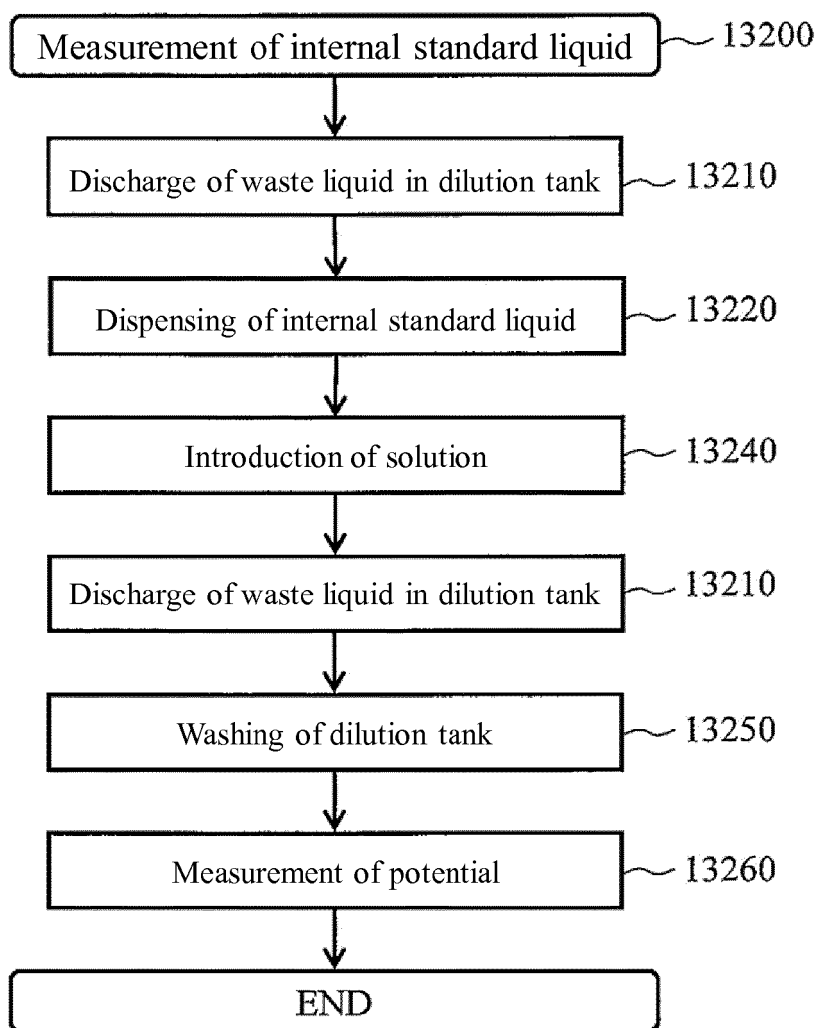 Measurement of internal standard liquid 13200
Discharge of waste liquid in dilution tank 13210
Dispensing of internal standard liquid 13220
Introduction of solution 13240
Discharge of waste liquid in dilution tank 13210
Washing of dilution tank 13250
Measurement of potential 13260
END